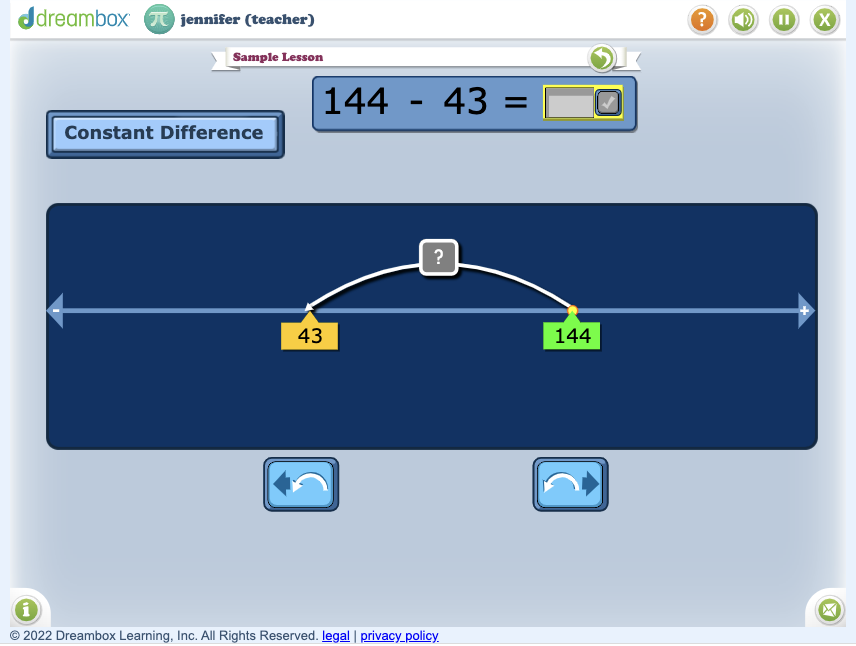 dreambox
π jennifer (teacher)
? X
Sample Lesson
144 - 43 =
Constant Difference
?
- +
43 144
i
© 2022 Dreambox Learning, Inc. All Rights Reserved. legal | privacy policy